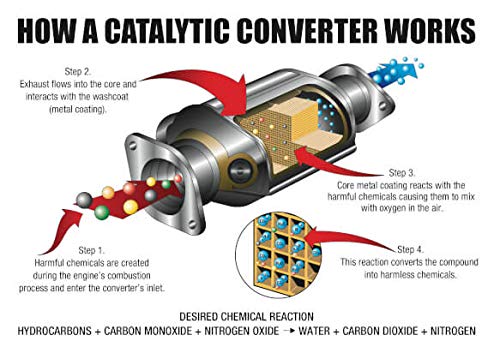 HOW A CATALYTIC CONVERTER WORKS
Step 2.
Exhaust flows into the core and
interacts with the washcoat
(metal coating).
Step 3.
Core metal coating reacts with the
harmful chemicals causing them to mix
with oxygen in the air.
Step 1.
Harmful chemicals are created
during the engine's combustion
process and enter the converter's inlet.
Step 4.
This reaction converts the compound
into harmless chemicals.
DESIRED CHEMICAL REACTION
HYDROCARBONS + CARBON MONOXIDE + NITROGEN OXIDE → WATER + CARBON DIOXIDE + NITROGEN